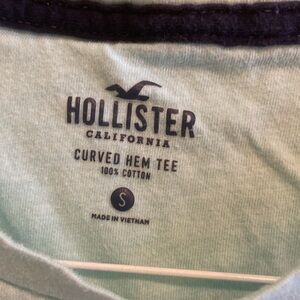 HOLLISTER
CALIFORNIA
CURVED HEM TEE
100% COTTON
S
MADE IN VIETNAM